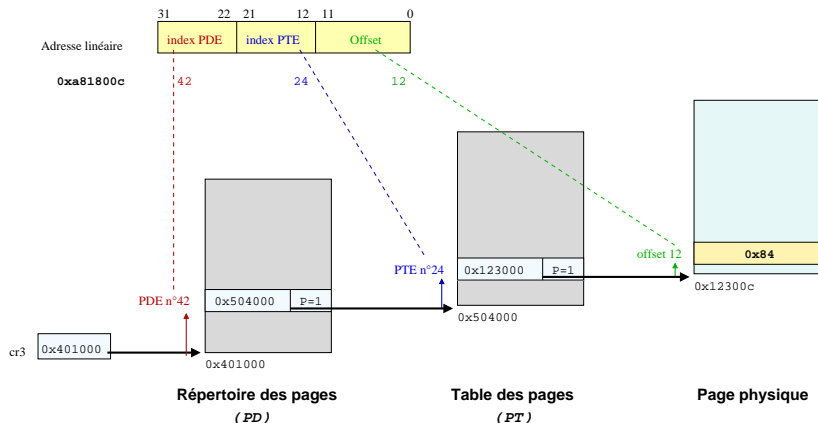 31 22 21 12 11 0
Adresse linéaire index PDE index PTE Offset
0xa81800c 42 24 12
offset 12 0x84
PTE n°24 0x123000 P=1
0x12300c
PDE n°42 0x504000 P=1
0x504000
cr3 0x401000
0x401000
Répertoire des pages Table des pages Page physique
(PD) (PT)